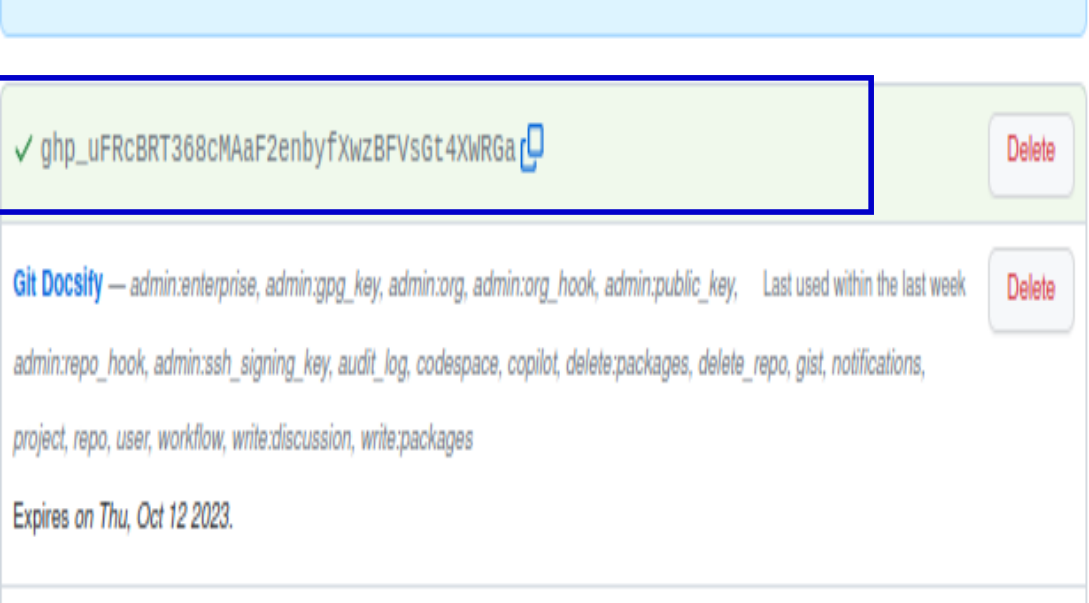 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
Delete
Git Docsify — admin:enterprise, admin:gpg_key, admin:org, admin:org_hook, admin:public_key, Last used within the last week
Delete
admin:repo_hook, admin:ssh_signing_key, audit_log, codespace, copilot, delete:packages, delete_repo, gist, notifications,
project, repo, user, workflow, write:discussion, write:packages
Expires on Thu, Oct 12 2023.